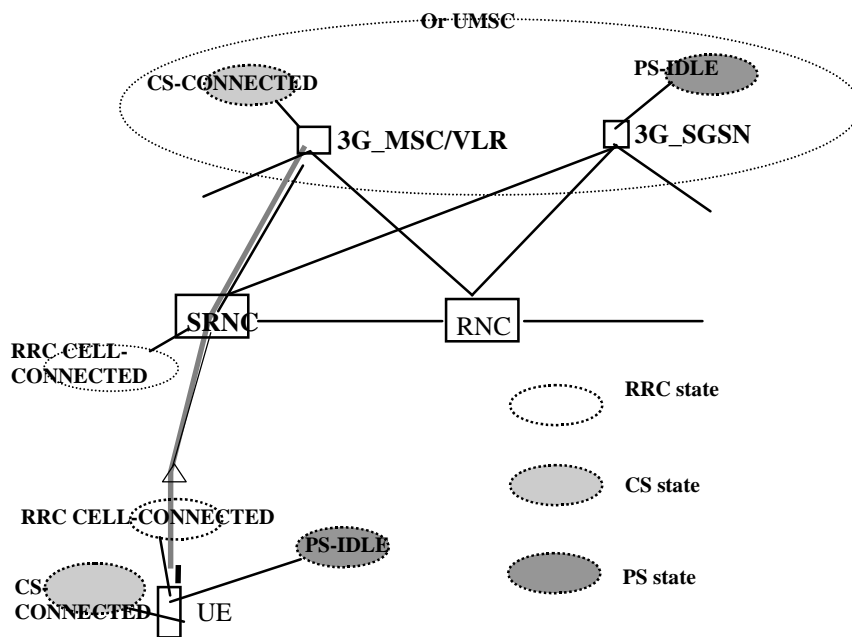 Or UMSC
CS-CONNECTED
PS-IDLE
3G_MSC/VLR
3G_SGSN
SRNC
RNC
RRC CELL-
CONNECTED
RRC state
CS state
RRC CELL-CONNECTED
PS-IDLE
CS-
CONNECTED
UE
PS state